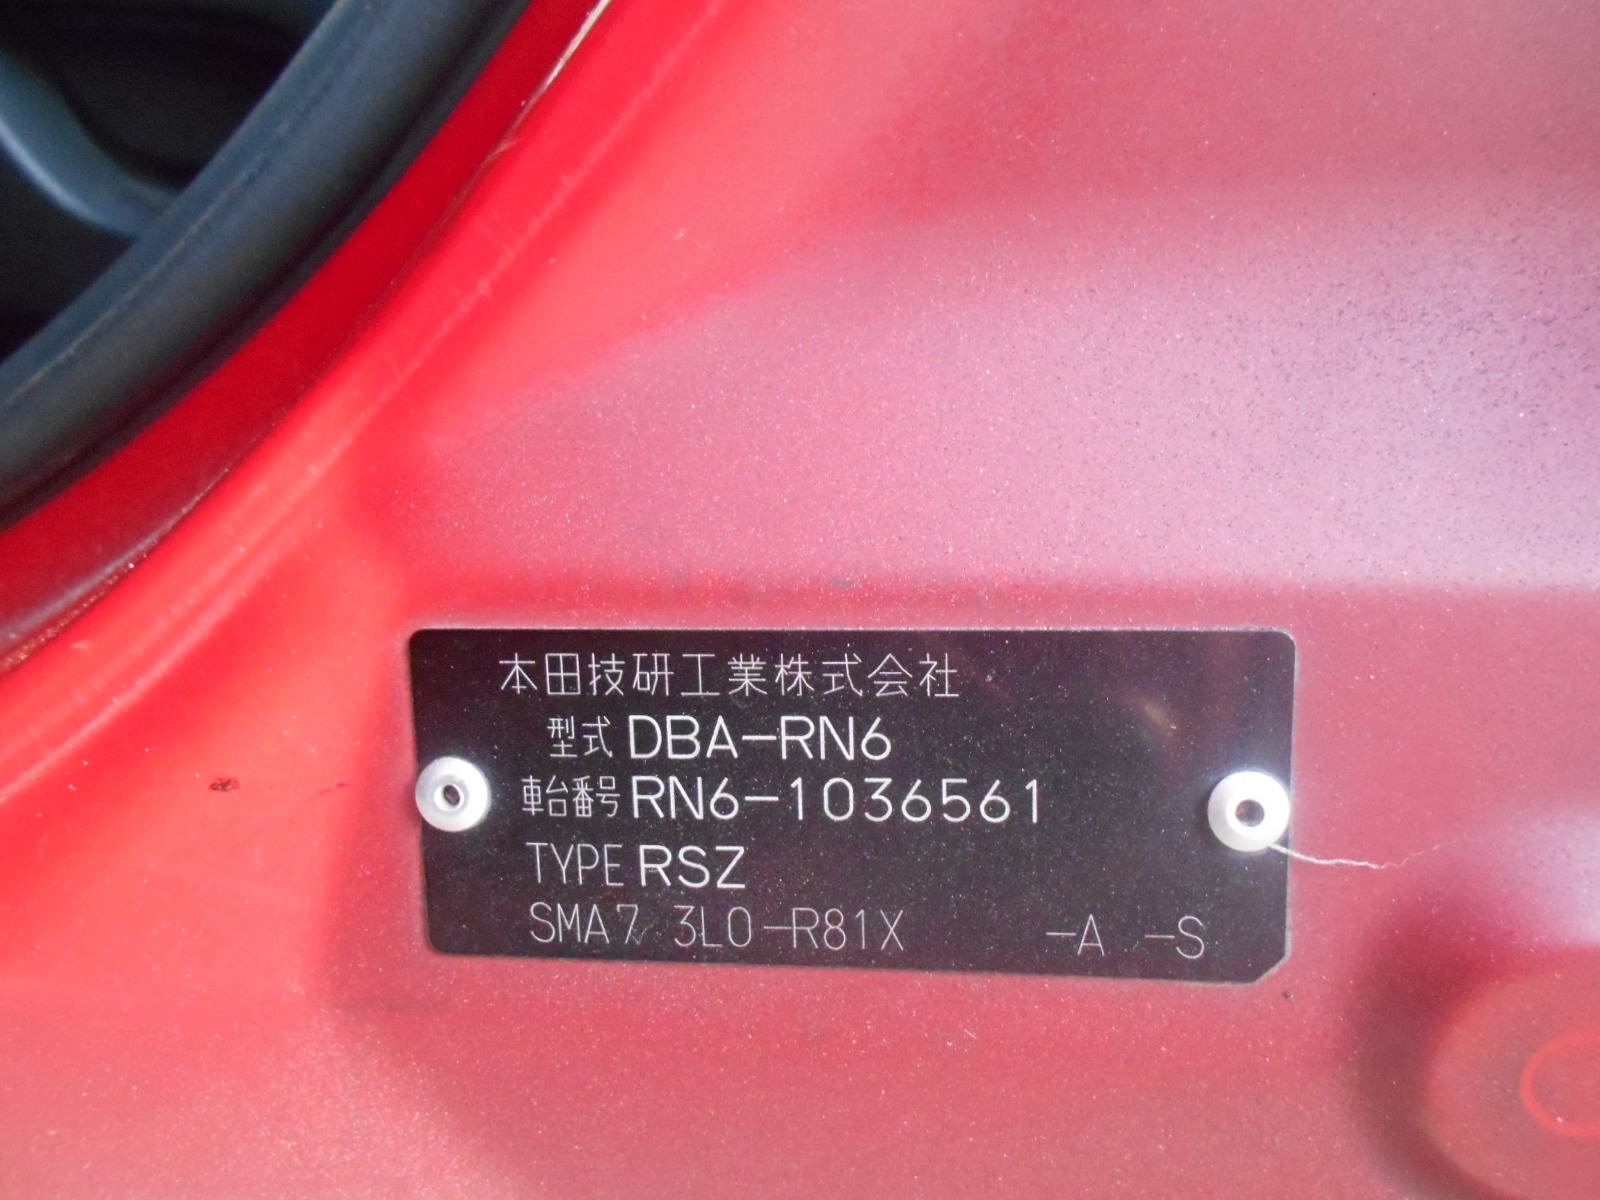 本田技研工業株式会社
型式 DBA-RN6
車台番号 RN6-1036561
TYPE RSZ
SMA7 3L0-R81X -A -S